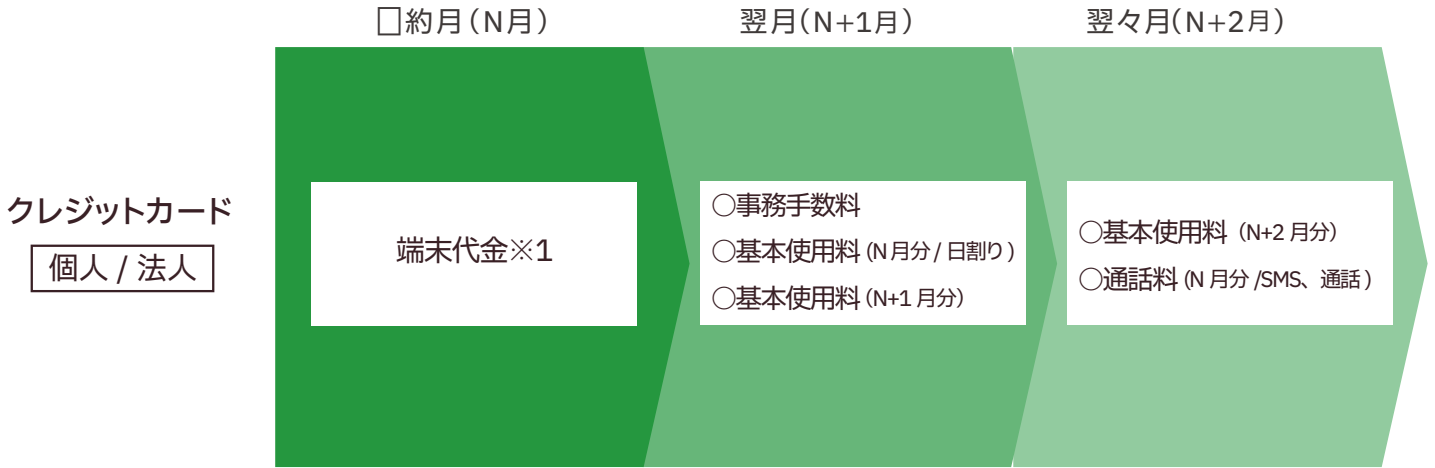 □約月（N月）
翌月（N+1月）
翌々月（N+2月）
クレジットカード
個人 / 法人
端末代金※1
○事務手数料
○基本使用料（N月分 / 日割り）
○基本使用料（N+1 月分）
○基本使用料（N+2 月分）
○通話料（N 月分 /SMS、通話）